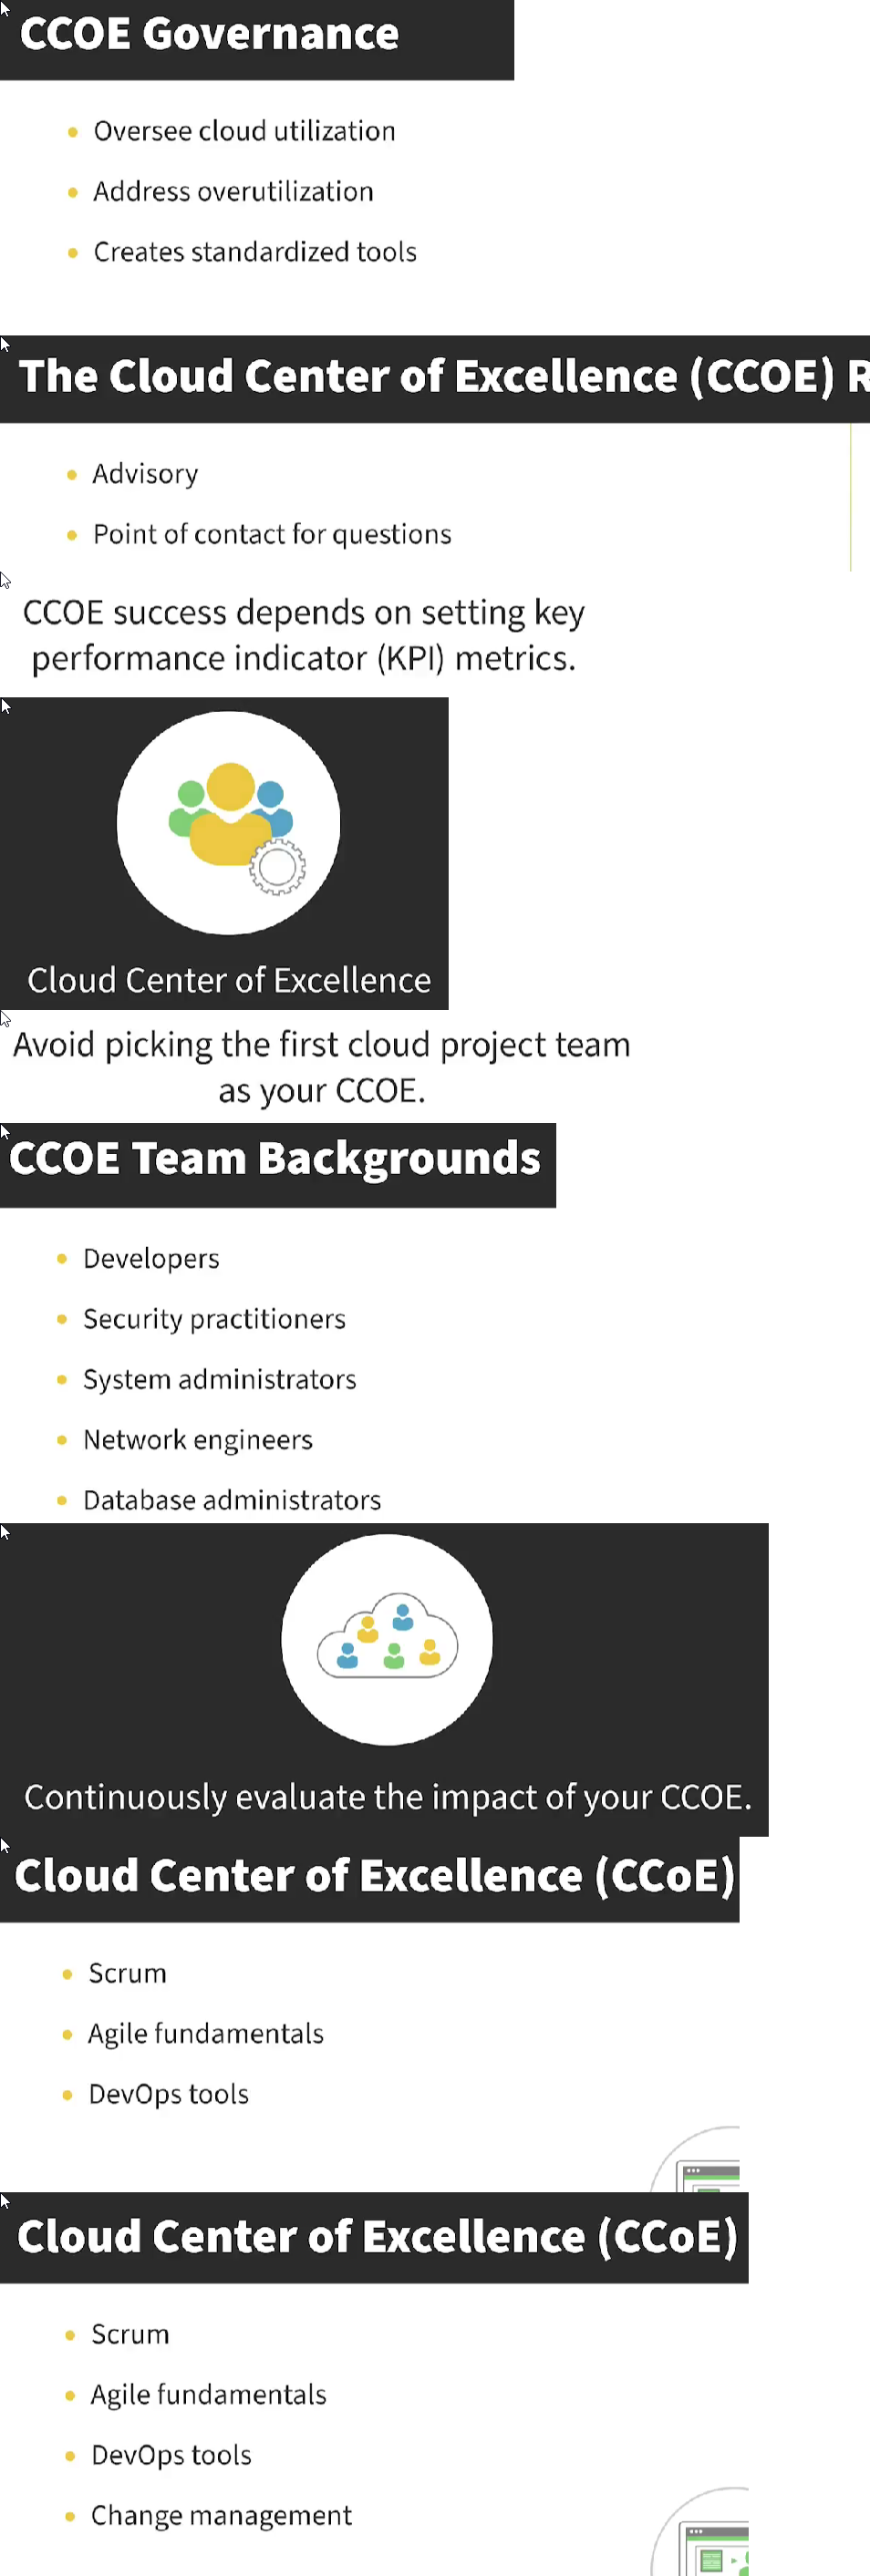 CCOE Governance
Oversee cloud utilization
Address overutilization
Creates standardized tools
The Cloud Center of Excellence (CCOE) R
Advisory
Point of contact for questions
CCOE success depends on setting key
performance indicator (KPI) metrics.
Cloud Center of Excellence
Avoid picking the first cloud project team
as your CCOE.
CCOE Team Backgrounds
Developers
Security practitioners
System administrators
Network engineers
Database administrators
Continuously evaluate the impact of your CCOE.
Cloud Center of Excellence (CCoE)
Scrum
Agile fundamentals
DevOps tools
Cloud Center of Excellence (CCoE)
Scrum
Agile fundamentals
DevOps tools
Change management